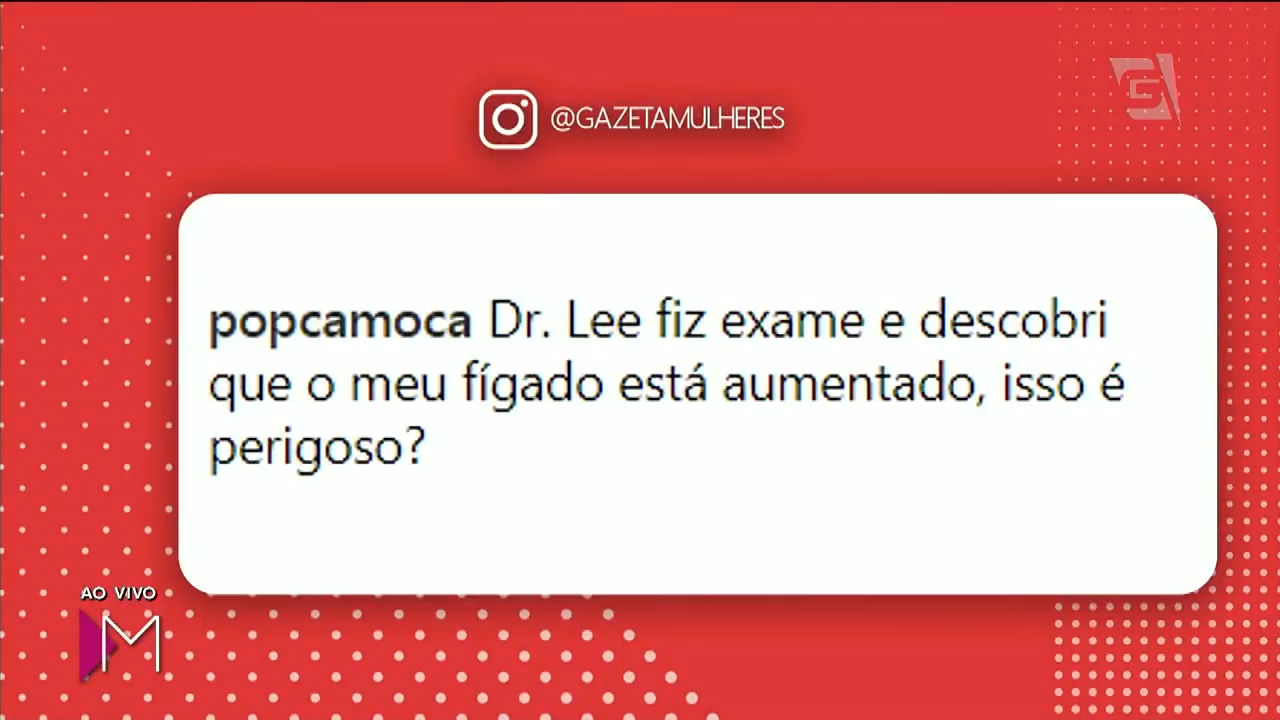 @GAZETAMULHERES
popcamoca Dr. Lee fiz exame e descobri
que o meu fígado está aumentado, isso é
perigoso?
AO VIVO
M